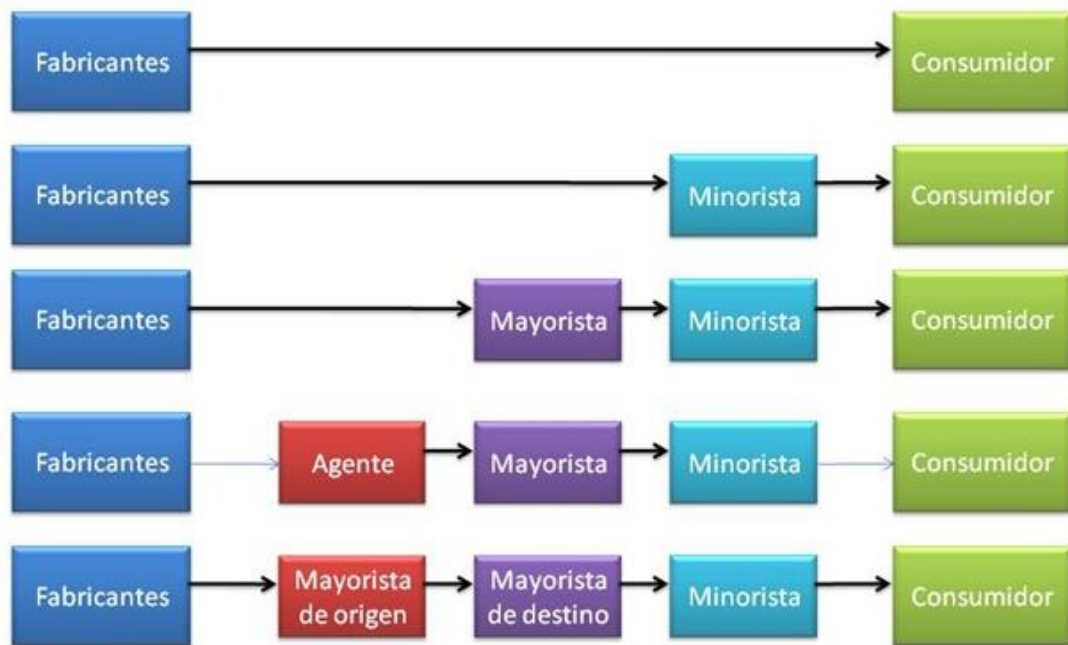 Fabricantes
Consumidor
Fabricantes
Minorista
Consumidor
Fabricantes
Mayorista
Minorista
Consumidor
Fabricantes
Agente
Mayorista
Minorista
Consumidor
Fabricantes
Mayorista
de origen
Mayorista
de destino
Minorista
Consumidor